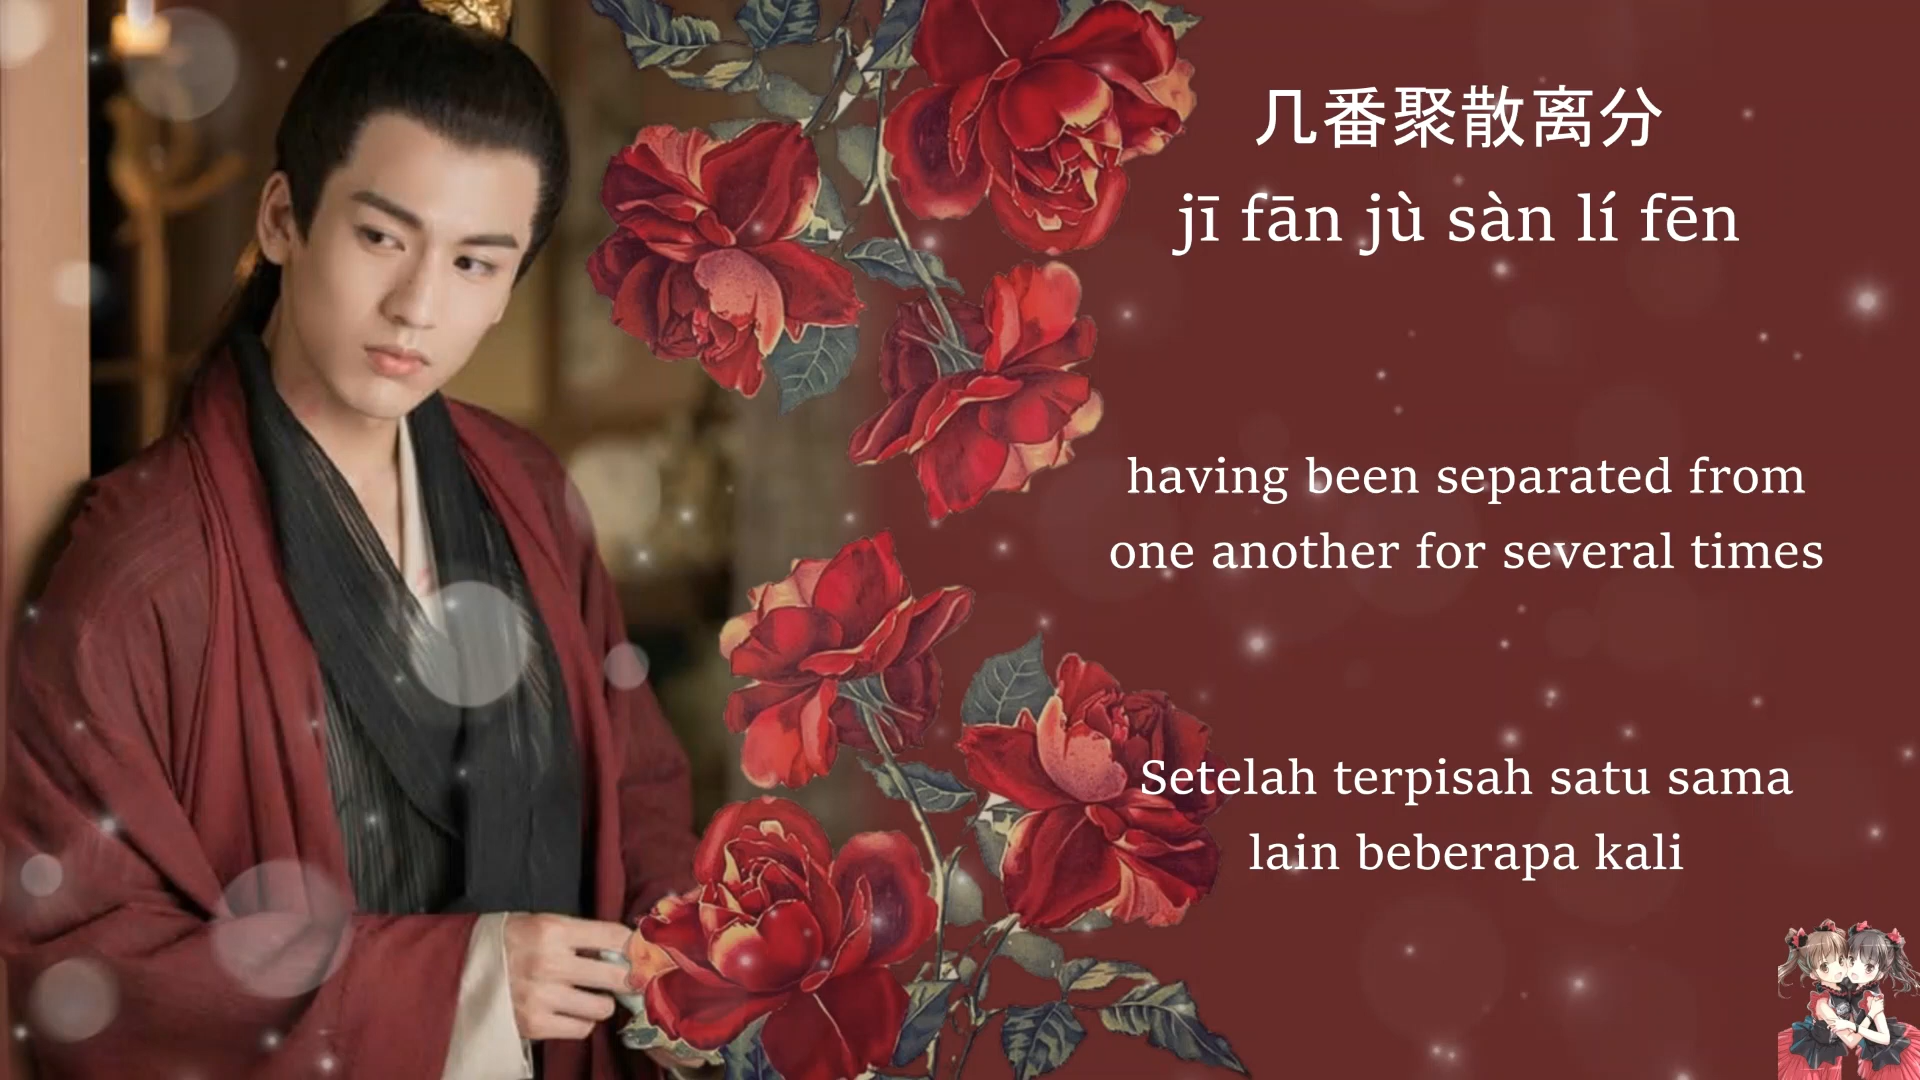 几番聚散离分
jī fān jù sàn lí fēn
having been separated from
one another for several times
Setelah terpisah satu sama
lain beberapa kali